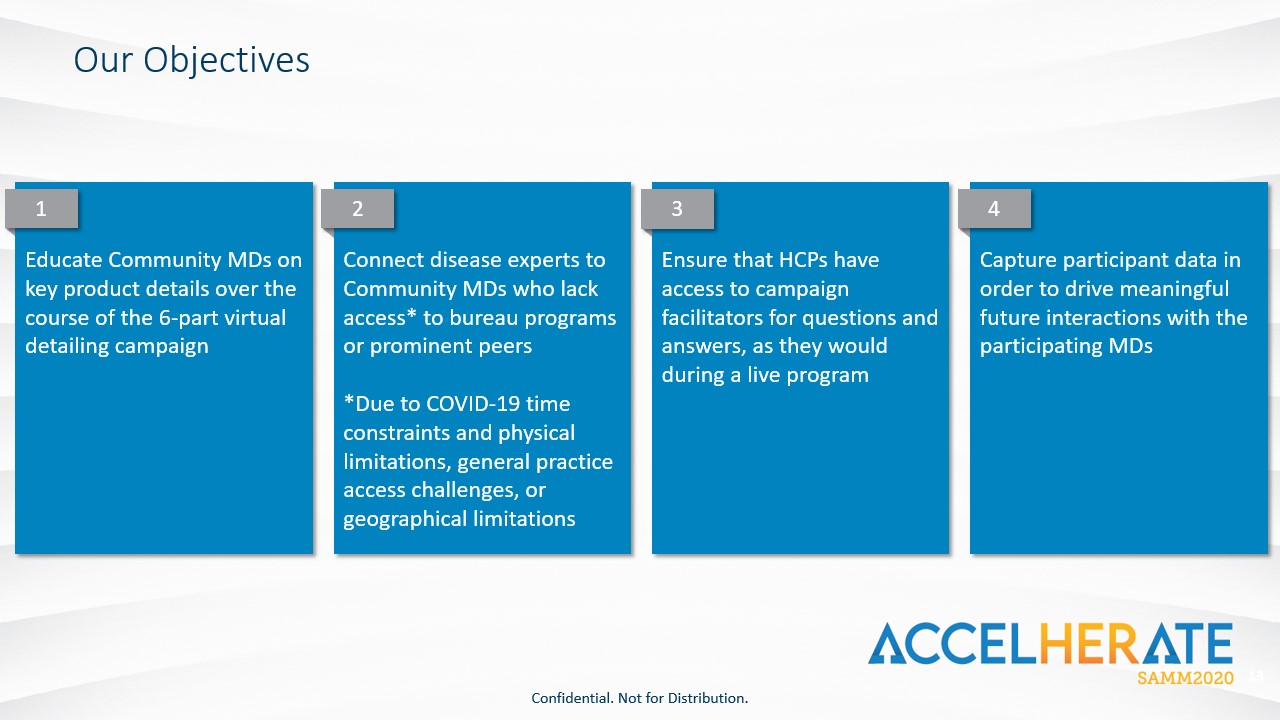 Our Objectives
1
Educate Community MDs on
key product details over the
course of the 6-part virtual
detailing campaign
2
Connect disease experts to
Community MDs who lack
access* to bureau programs
or prominent peers
*Due to COVID-19 time
constraints and physical
limitations, general practice
access challenges, or
geographical limitations
3
Ensure that HCPs have
access to campaign
facilitators for questions and
answers, as they would
during a live program
4
Capture participant data in
order to drive meaningful
future interactions with the
participating MDs
ACCELHERATE
SAMM2020
Confidential. Not for Distribution.